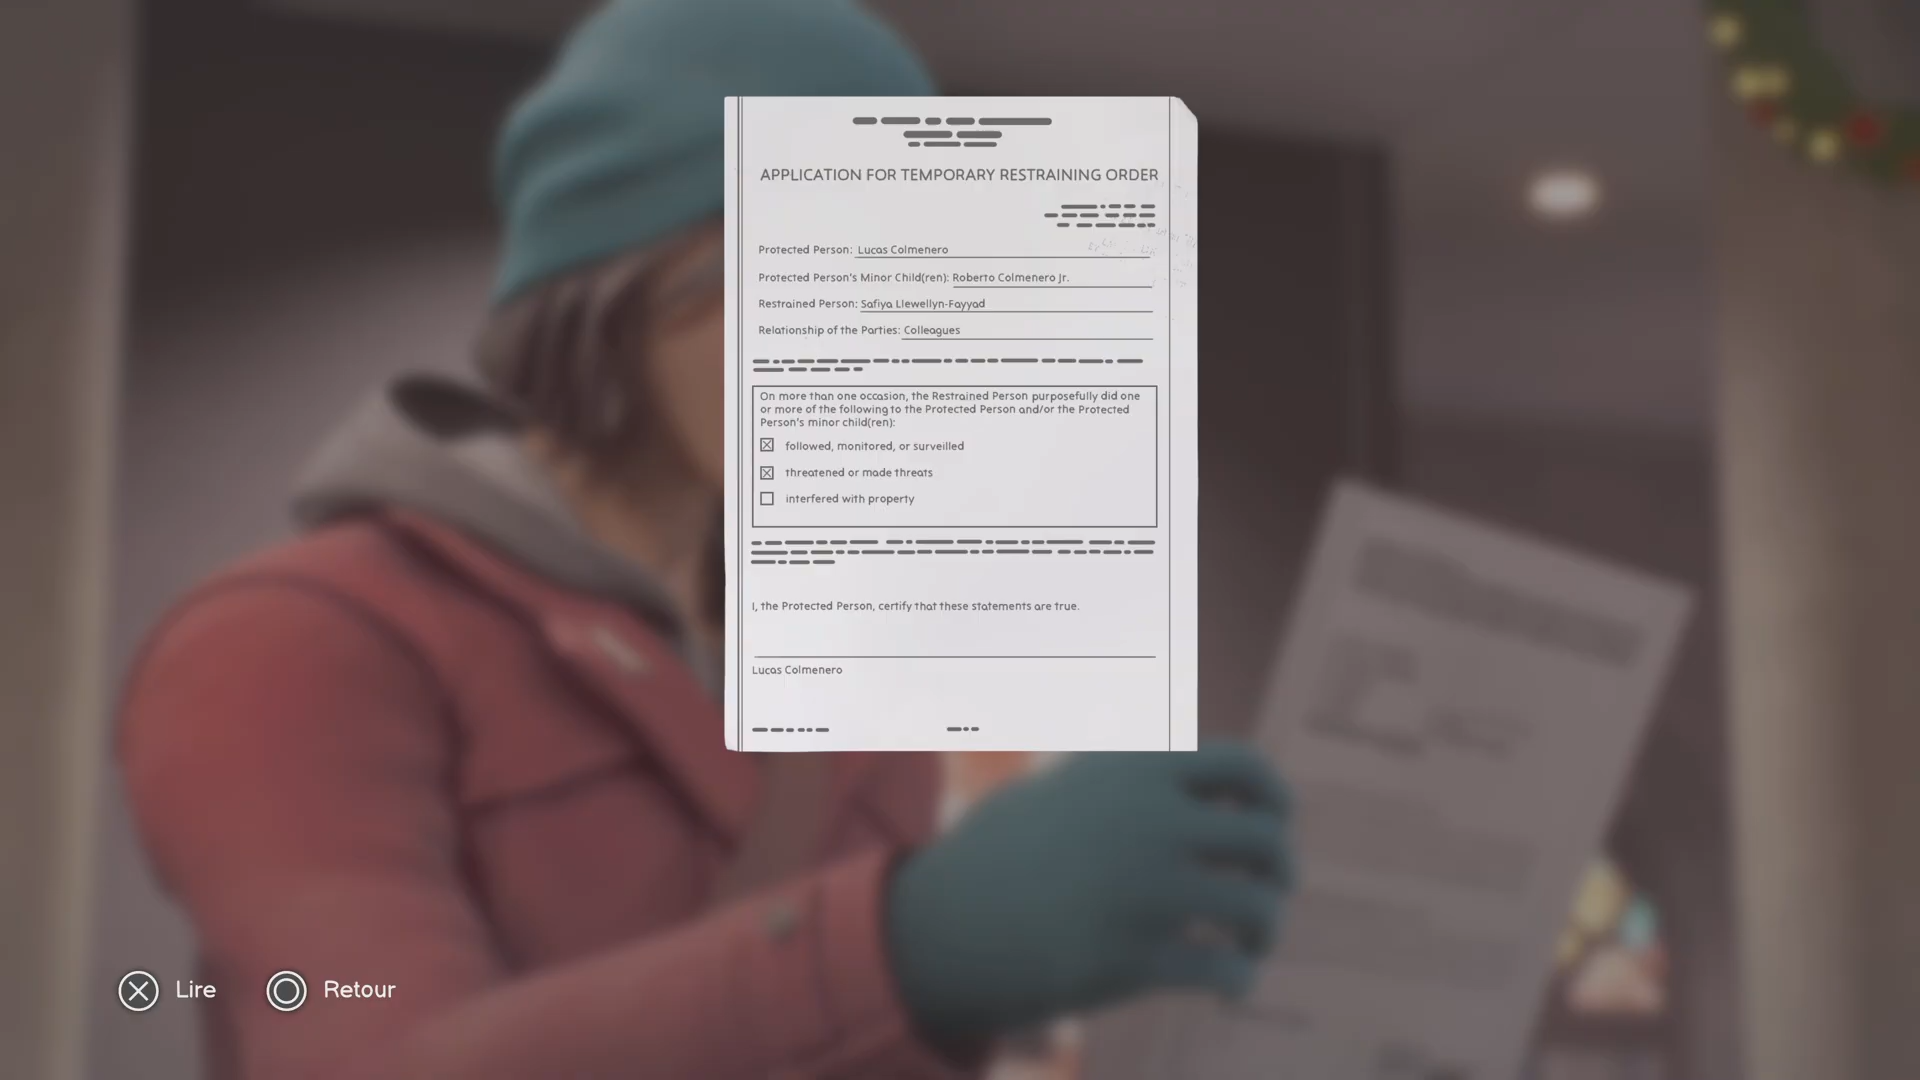 APPLICATION FOR TEMPORARY RESTRAINING ORDER
Protected Person: Lucas Colmenero
Protected Person's Minor Child(ren): Roberto Colmenero Jr.
Restrained Person: Safiya Llewellyn-Fayyad
Relationship of the Parties: Colleagues
On more than one occasion, the Restrained Person purposefully did one
or more of the following to the Protected Person and/or the Protected
Person's minor child(ren):
followed, monitored, or surveilled
threatened or made threats
interfered with property
I, the Protected Person, certify that these statements are true.
Lucas Colmenero
Lire
Retour